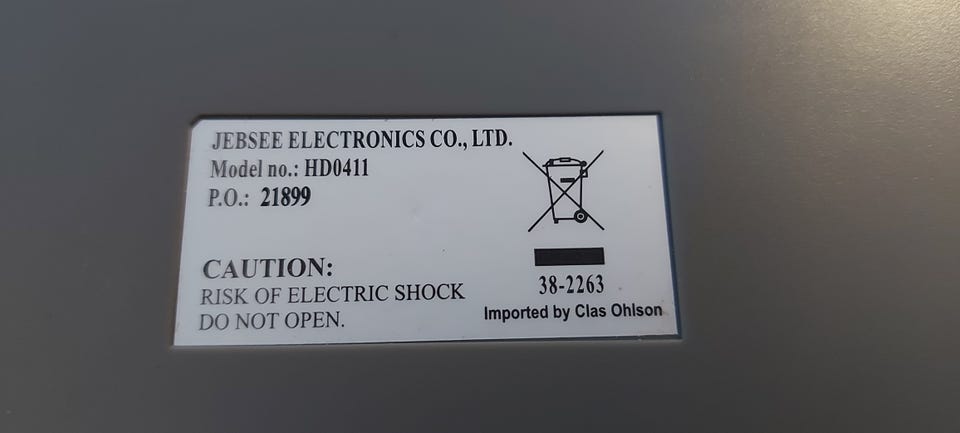 JEBSEE ELECTRONICS CO., LTD.
Model no.: HD0411
P.O.: 21899
CAUTION:
RISK OF ELECTRIC SHOCK
DO NOT OPEN.
38-2263
Imported by Clas Ohlson